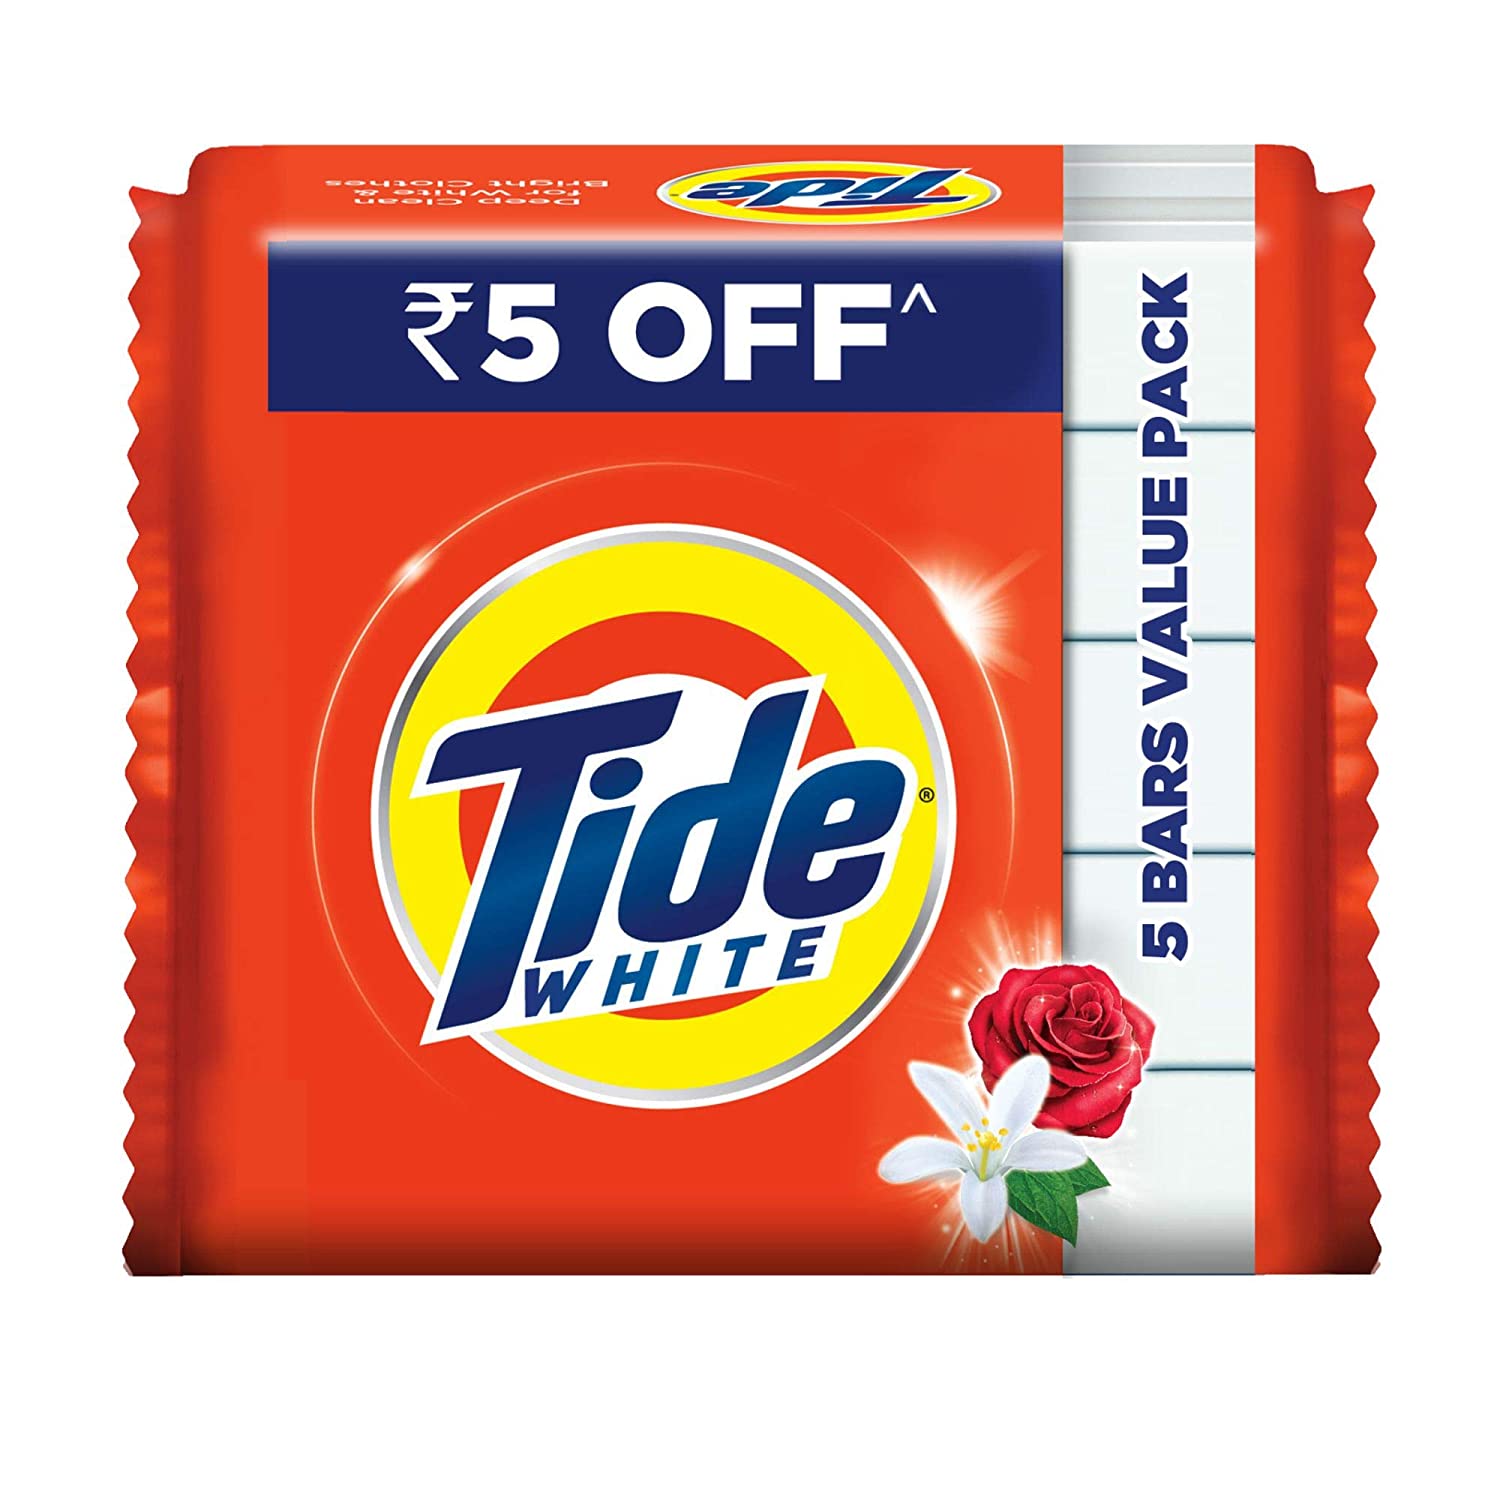 Deep Clean
for White &
Bright Clothes
Tide
₹5 OFF^
Tide®
WHITE
5 BARS VALUE PACK